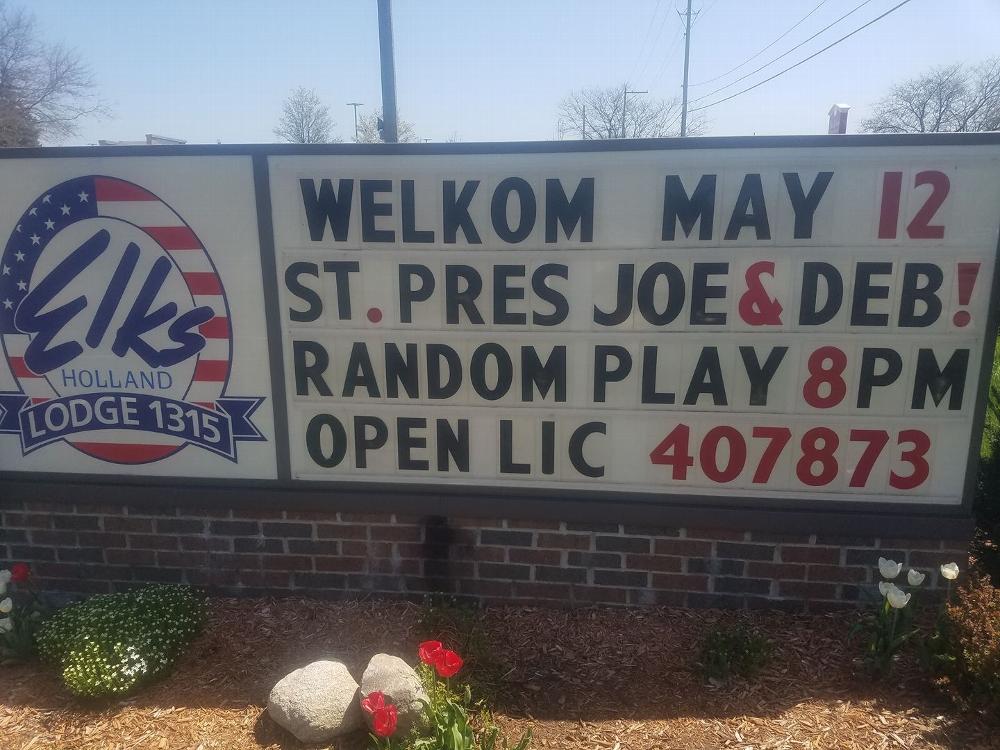 Elks
HOLLAND
LODGE 1315
WELKOM MAY 12
ST. PRES JOE & DEB!
RANDOM PLAY 8PM
OPEN LIC 407873